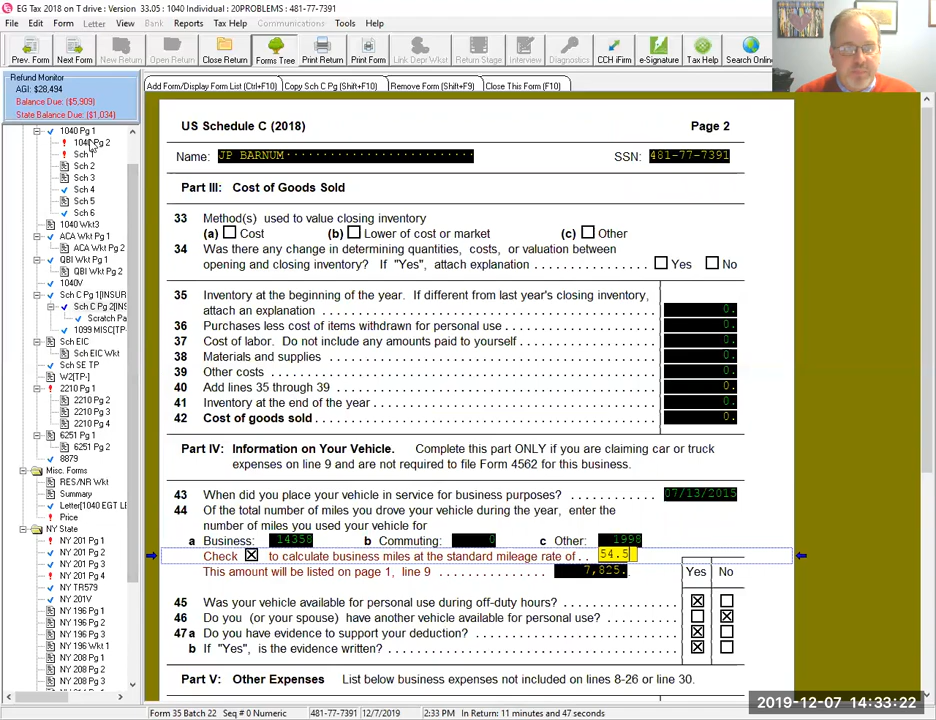 EG Tax 2018 on T drive: Version 33.05: 1040 Individual : 20PROBLEMS: 481-77-7391
File Edit Form Letter View Bank Reports Tax Help Communications Tools Help
Prev. Form Next Form New Return Open Return Close Return Forms Tree Print Return Print Form Link Depr Wkst Return Stage Interview Diagnostics CCH iFirm e-Signature Tax Help Search Online
Refund Monitor
AGI: $28,494
Balance Due: ($5,909)
State Balance Due: ($1,034)
Add Form/Display Form List (Ctrl+F10) Copy Sch C Pg (Shift+F10) Remove Form (Shift+F9) Close This Form (F10)
1040 Pg 1
1040 Pg 2
Sch 1
Sch 2
Sch 3
Sch 4
Sch 5
Sch 6
1040 Wkt3
ACA Wkt Pg 1
ACA Wkt Pg 2
QBI Wkt Pg 1
QBI Wkt Pg 2
1040V
Sch C Pg 1[INSUR
Sch C Pg 2[INS
Scratch Pa
1099 MISC[TP-
Sch EIC
Sch EIC Wkt
Sch SE TP
W2[TP-]
2210 Pg 1
2210 Pg 2
2210 Pg 3
2210 Pg 4
6251 Pg 1
6251 Pg 2
8879
Misc. Forms
RES/NR Wkt
Summary
Letter[1040 EGT LE
Price
NY State
NY 201 Pg 1
NY 201 Pg 2
NY 201 Pg 3
NY 201 Pg 4
NY TR579
NY 201V
NY 196 Pg 1
NY 196 Pg 2
NY 196 Pg 3
NY 196 Wkt 1
NY 208 Pg 1
NY 208 Pg 2
NY 208 Pg 3
US Schedule C (2018) Page 2
Name: JP BARNUM SSN: 481-77-7391
Part III: Cost of Goods Sold
33 Method(s) used to value closing inventory
(a) Cost (b) Lower of cost or market (c) Other
34 Was there any change in determining quantities, costs, or valuation between
opening and closing inventory? If "Yes", attach explanation Yes No
35 Inventory at the beginning of the year. If different from last year's closing inventory,
attach an explanation 0.
36 Purchases less cost of items withdrawn for personal use 0.
37 Cost of labor. Do not include any amounts paid to yourself 0.
38 Materials and supplies 0.
39 Other costs 0.
40 Add lines 35 through 39 0.
41 Inventory at the end of the year 0.
42 Cost of goods sold 0.
Part IV: Information on Your Vehicle. Complete this part ONLY if you are claiming car or truck
expenses on line 9 and are not required to file Form 4562 for this business.
43 When did you place your vehicle in service for business purposes? 07/13/2015
44 Of the total number of miles you drove your vehicle during the year, enter the
number of miles you used your vehicle for
a Business: 14358 b Commuting: 0 c Other: 1998
Check X to calculate business miles at the standard mileage rate of 54.5
This amount will be listed on page 1, line 9 7,825. Yes No
45 Was your vehicle available for personal use during off-duty hours?
46 Do you (or your spouse) have another vehicle available for personal use?
47a Do you have evidence to support your deduction?
b If "Yes", is the evidence written?
Part V: Other Expenses List below business expenses not included on lines 8-26 or line 30.
Form 35 Batch 22 Seq # 0 Numeric 481-77-7391 12/7/2019 2:33 PM In Return: 11 minutes and 47 seconds
2019-12-07 14:33:22